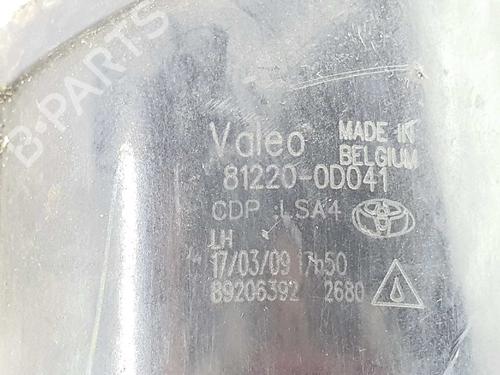 B-PARTS
Valeo MADE IN
BELGIUM
81220-0D041
CDP :LSA4
LH
17/03/09 17h50
89206392 2680